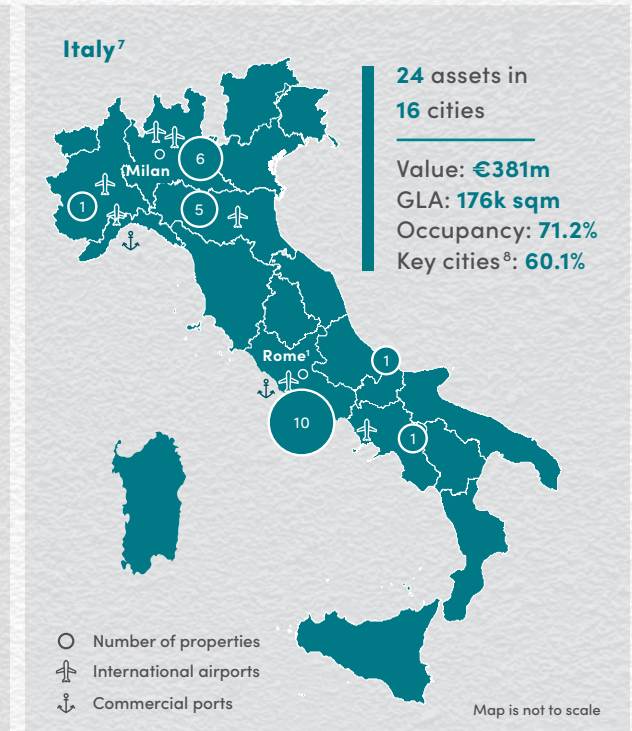 Italy⁷
24 assets in
16 cities
Value: €381m
GLA: 176k sqm
Occupancy: 71.2%
Key cities⁸: 60.1%
6
Milan
1
5
Rome¹
1
10
1
Number of properties
International airports
Commercial ports
Map is not to scale